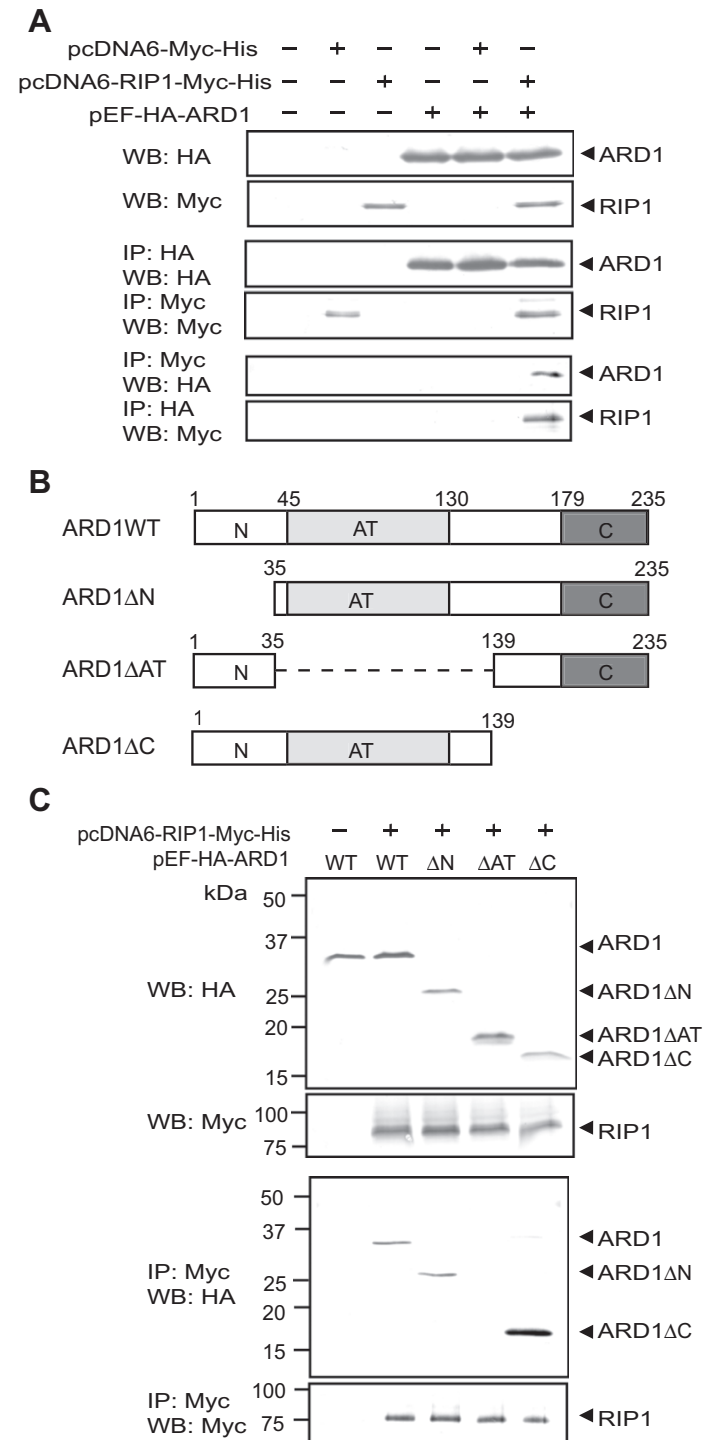 A
pcDNA6-Myc-His − + − − + −
pcDNA6-RIP1-Myc-His − − + − − +
pEF-HA-ARD1 − − − + + +
WB: HA ◄ ARD1
WB: Myc ◄ RIP1
IP: HA
WB: HA ◄ ARD1
IP: Myc
WB: Myc ◄ RIP1
IP: Myc
WB: HA ◄ ARD1
IP: HA
WB: Myc ◄ RIP1
B
1 45 130 179 235
ARD1WT N AT C
35 235
ARD1ΔN AT C
1 35 139 235
ARD1ΔAT N C
1 139
ARD1ΔC N AT
C
pcDNA6-RIP1-Myc-His − + + + +
pEF-HA-ARD1 WT WT ΔN ΔAT ΔC
kDa 50
37 ◄ ARD1
WB: HA 25 ◄ ARD1ΔN
20 ◄ ARD1ΔAT
◄ ARD1ΔC
15
WB: Myc 100 ◄ RIP1
75
50
37 ◄ ARD1
IP: Myc
WB: HA 25 ◄ ARD1ΔN
20
◄ ARD1ΔC
15
IP: Myc 100
WB: Myc 75 ◄ RIP1